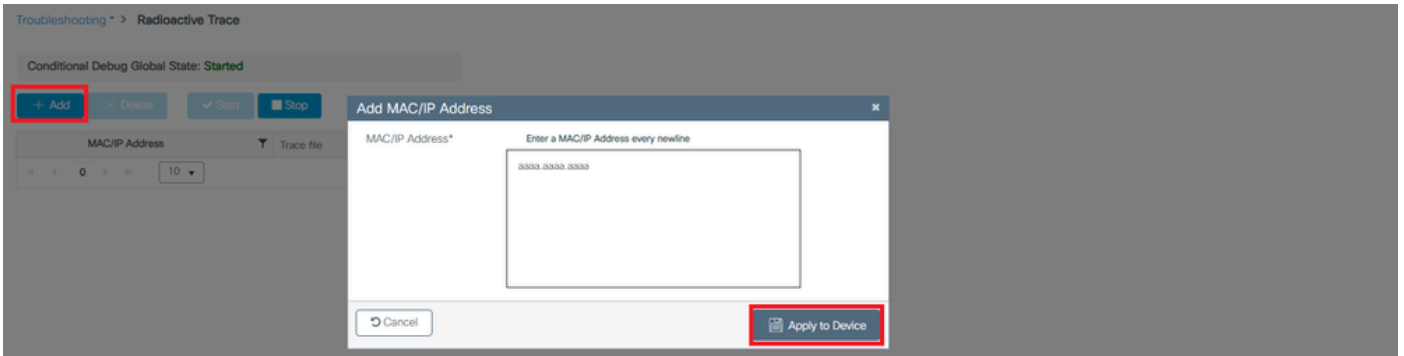 Troubleshooting > Radioactive Trace
Conditional Debug Global State: Started
+ Add × Delete ✔ Start Stop
MAC/IP Address Trace file
0 10
Add MAC/IP Address ×
MAC/IP Address* Enter a MAC/IP Address every newline
aaaa.aaaa.aaaa
Cancel Apply to Device